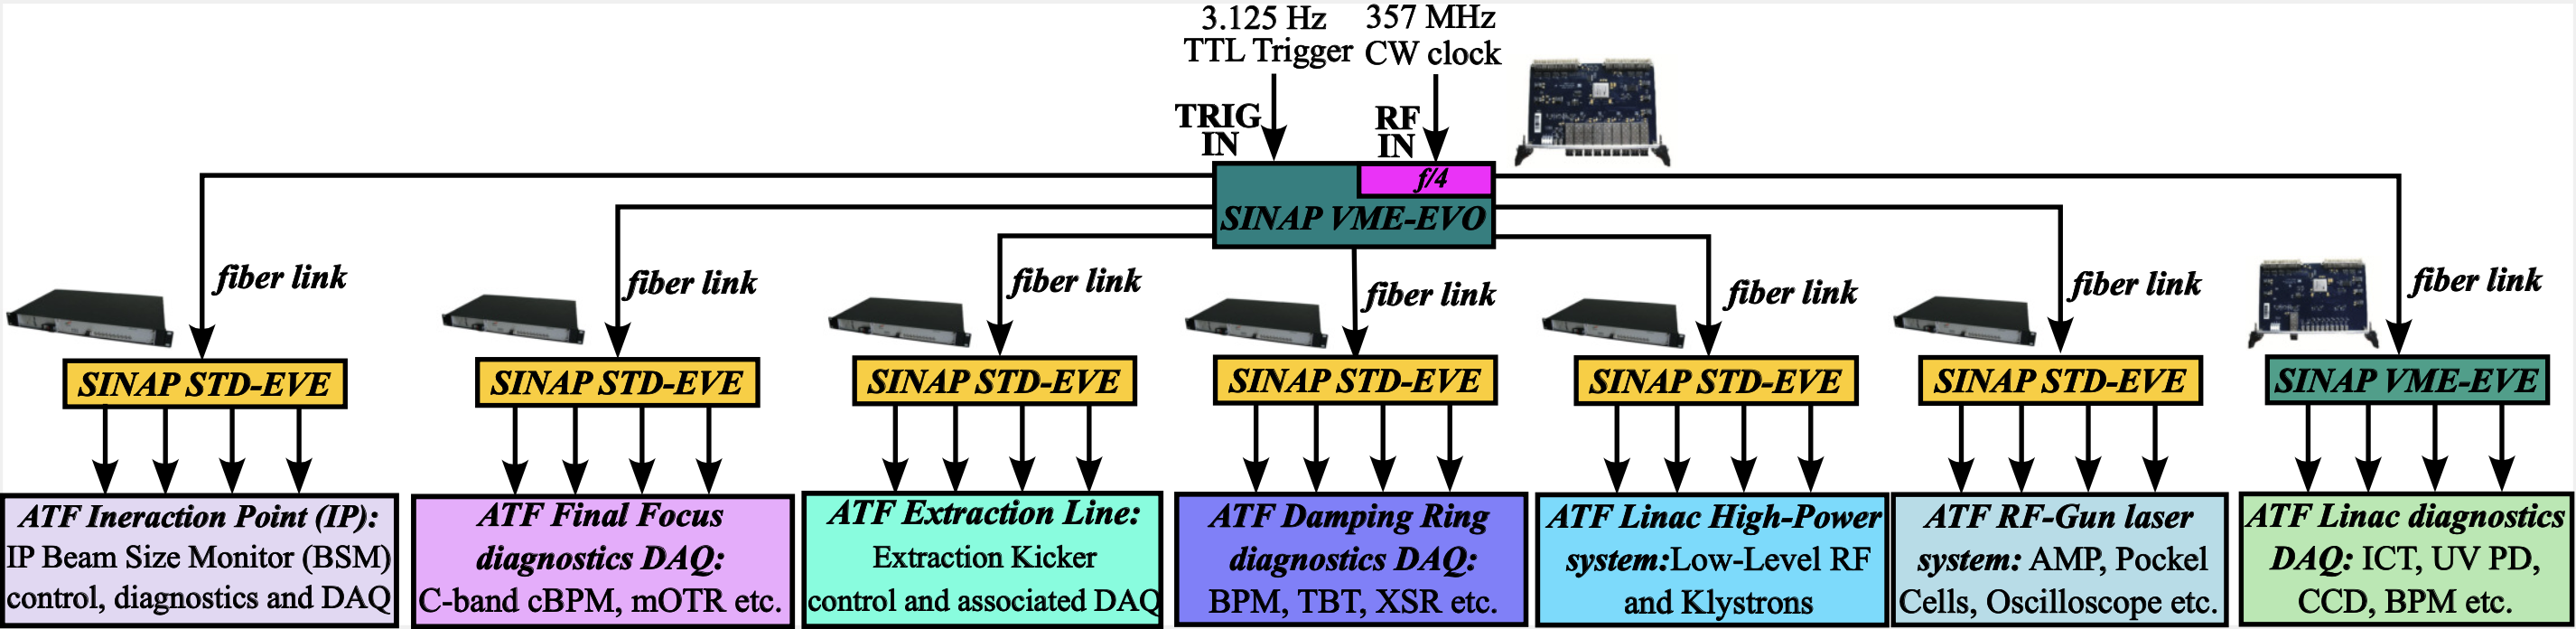 3.125 Hz
TTL Trigger
357 MHz
CW clock
TRIG
IN
RF
IN
f/4
SINAP VME-EVO
fiber link
fiber link
fiber link
fiber link
fiber link
fiber link
fiber link
SINAP STD-EVE
SINAP STD-EVE
SINAP STD-EVE
SINAP STD-EVE
SINAP STD-EVE
SINAP STD-EVE
SINAP VME-EVE
ATF Ineraction Point (IP):
IP Beam Size Monitor (BSM)
control, diagnostics and DAQ
ATF Final Focus
diagnostics DAQ:
C-band cBPM, mOTR etc.
ATF Extraction Line:
Extraction Kicker
control and associated DAQ
ATF Damping Ring
diagnostics DAQ:
BPM, TBT, XSR etc.
ATF Linac High-Power
system:Low-Level RF
and Klystrons
ATF RF-Gun laser
system: AMP, Pockel
Cells, Oscilloscope etc.
ATF Linac diagnostics
DAQ: ICT, UV PD,
CCD, BPM etc.